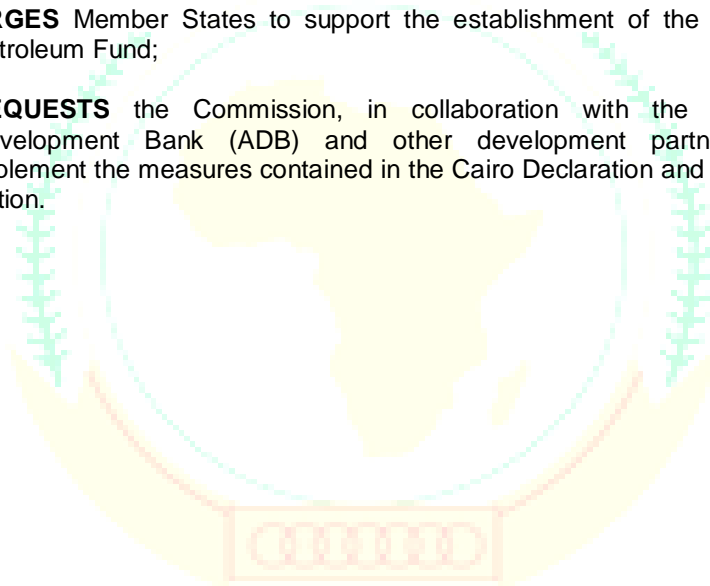 RGES Member States to support the establishment of the
troleum Fund;
EQUESTS the Commission, in collaboration with the
velopment Bank (ADB) and other development partn
plement the measures contained in the Cairo Declaration and
tion.